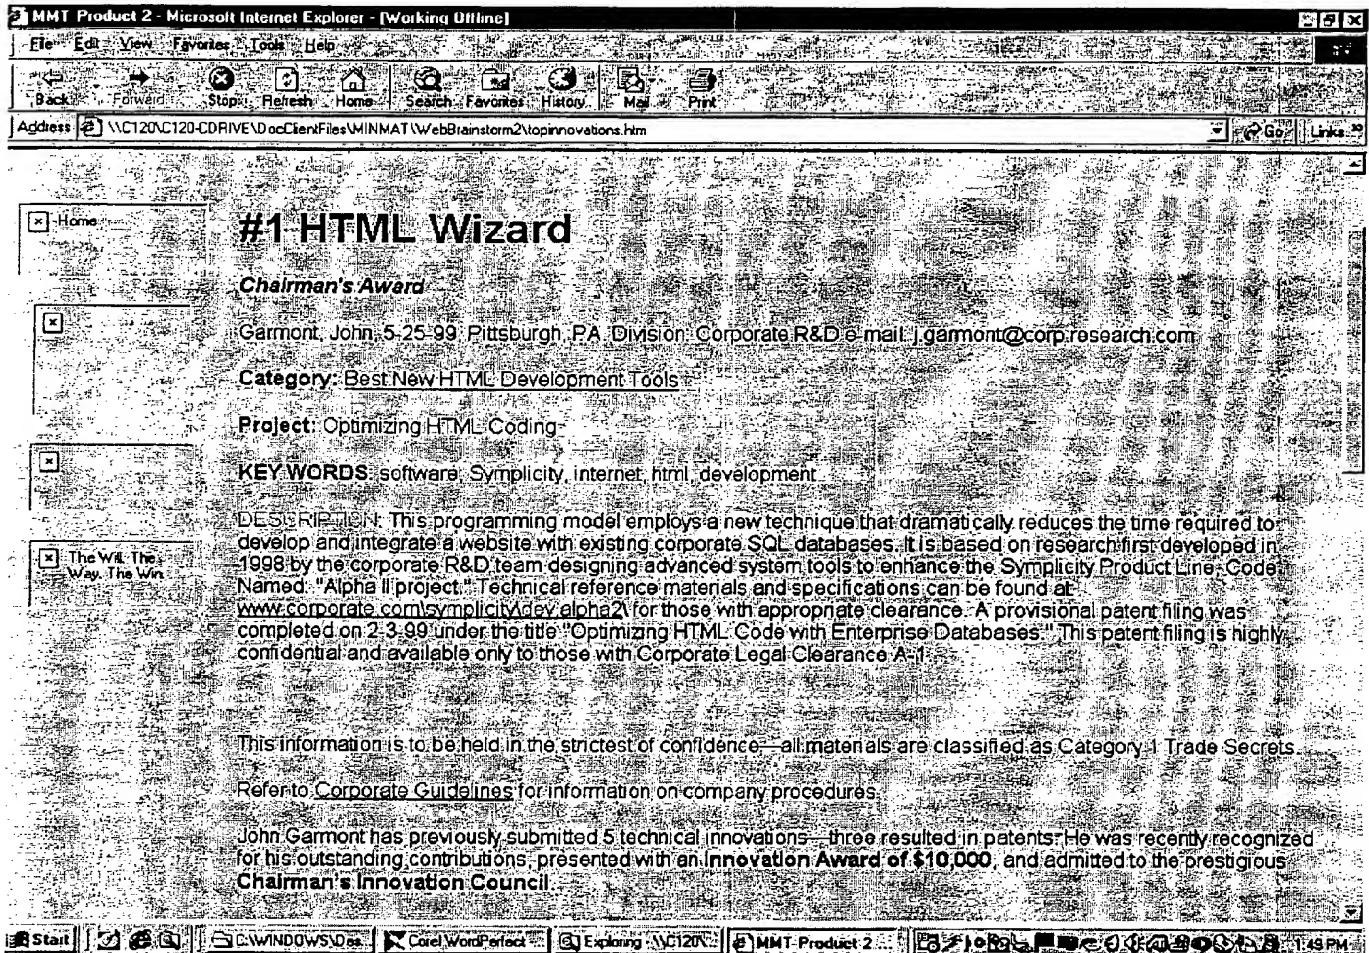 MMT Product 2 - Microsoft Internet Explorer - [Working Offline]
File Edit View Favorites Tools Help
Back Forward Stop Refresh Home Search Favorites History Mail Print
Address \\C120\C120-CDRIVE\DocClientFiles\MINMAT\WebBrainstorm2\topinnovations.htm Go Links »
Home
#1 HTML Wizard
Chairman's Award
Garmont, John, 5-25-99 Pittsburgh, PA Division: Corporate R&D e-mail: j.garmont@corp.research.com
Category: Best New HTML Development Tools
Project: Optimizing HTML Coding
KEY WORDS: software, Symplicity, internet, html, development
DESCRIPTION: This programming model employs a new technique that dramatically reduces the time required to
develop and integrate a website with existing corporate SQL databases. It is based on research first developed in
1998 by the corporate R&D team designing advanced system tools to enhance the Symplicity Product Line, Code
Named: "Alpha II project." Technical reference materials and specifications can be found at:
www.corporate.com\symplicity\dev.alpha2\ for those with appropriate clearance. A provisional patent filing was
completed on 2-3-99 under the title "Optimizing HTML Code with Enterprise Databases." This patent filing is highly
confidential and available only to those with Corporate Legal Clearance A-1.
The Will. The
Way. The Win
This information is to be held in the strictest of confidence—all materials are classified as Category 1 Trade Secrets.
Refer to Corporate Guidelines for information on company procedures.
John Garmont has previously submitted 5 technical innovations—three resulted in patents. He was recently recognized
for his outstanding contributions, presented with an Innovation Award of $10,000, and admitted to the prestigious
Chairman's Innovation Council.
Start C:\WINDOWS\Des... Corel WordPerfect ... Exploring - \\C120\... MMT Product 2 ... 1:49 PM